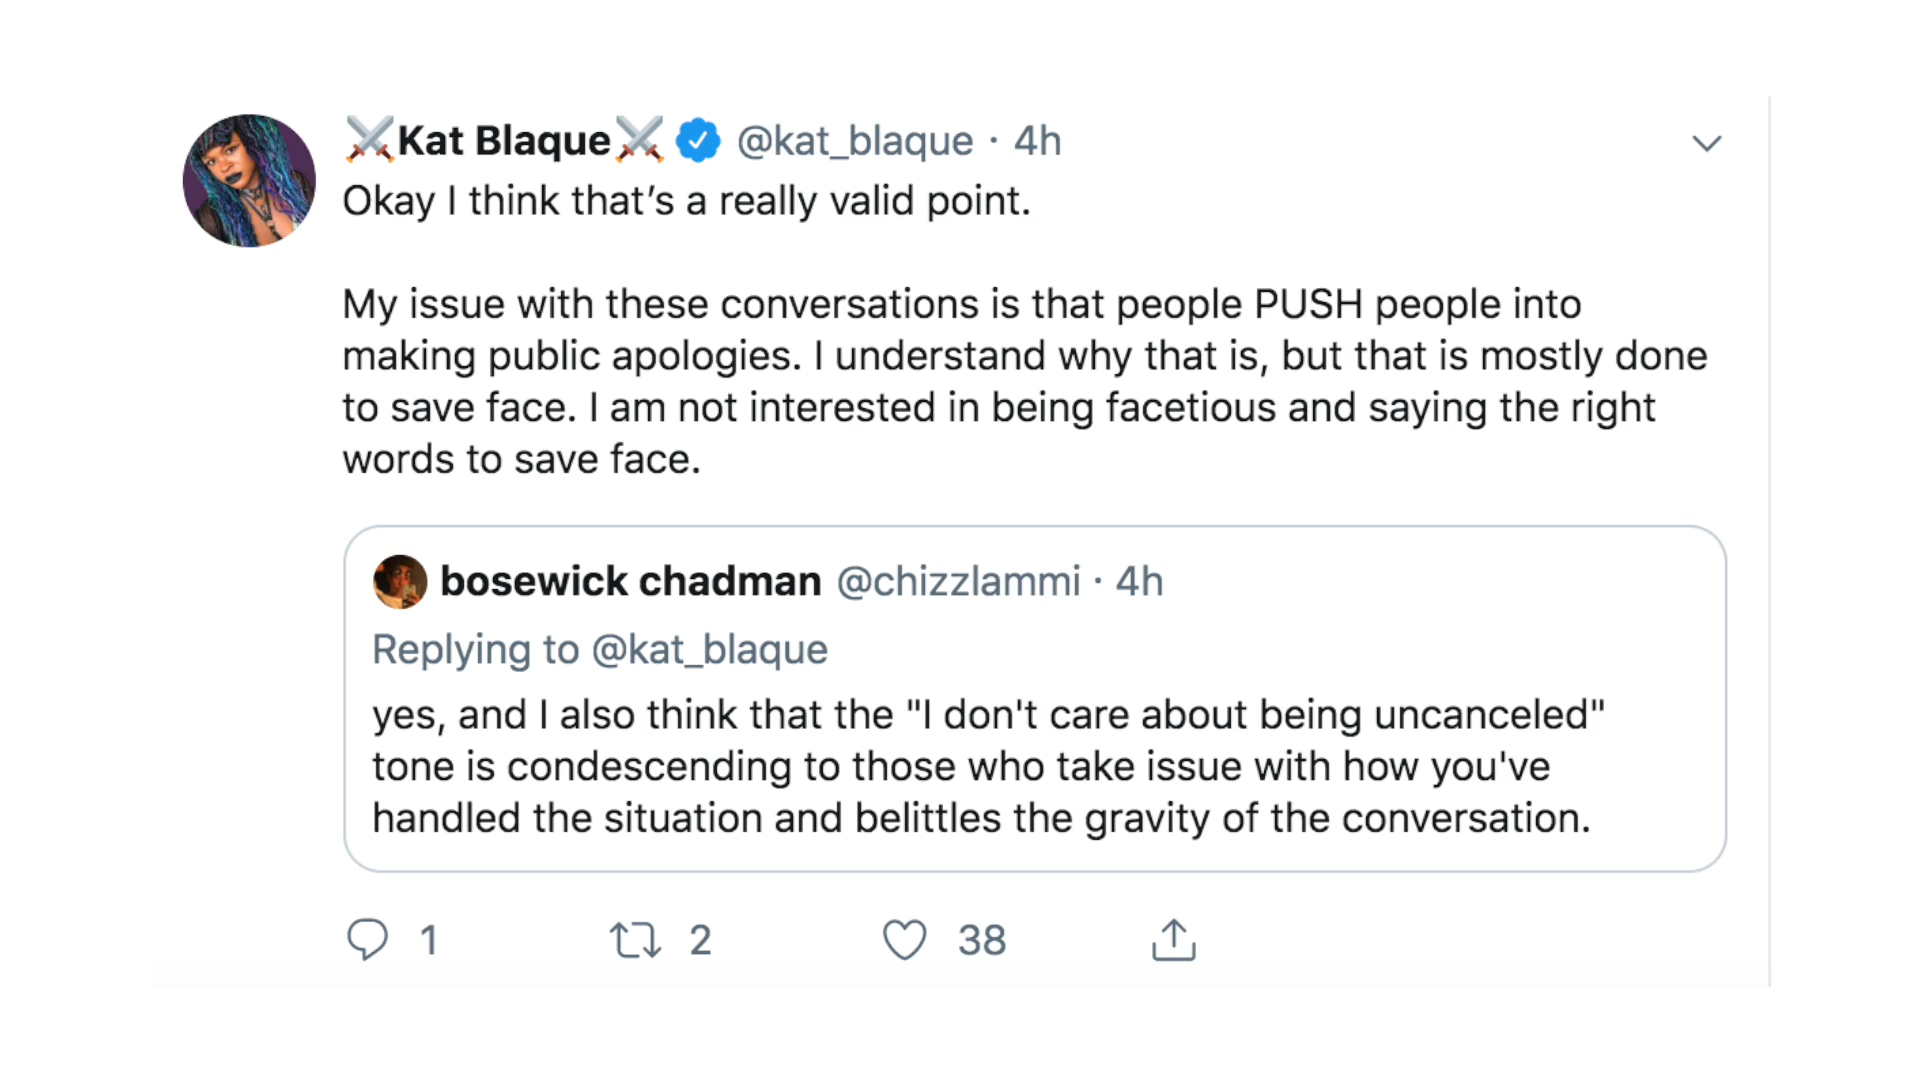 ⚔️Kat Blaque⚔️ @kat_blaque · 4h
Okay I think that’s a really valid point.
My issue with these conversations is that people PUSH people into
making public apologies. I understand why that is, but that is mostly done
to save face. I am not interested in being facetious and saying the right
words to save face.
bosewick chadman @chizzlammi · 4h
Replying to @kat_blaque
yes, and I also think that the "I don't care about being uncanceled"
tone is condescending to those who take issue with how you've
handled the situation and belittles the gravity of the conversation.
1 2 38